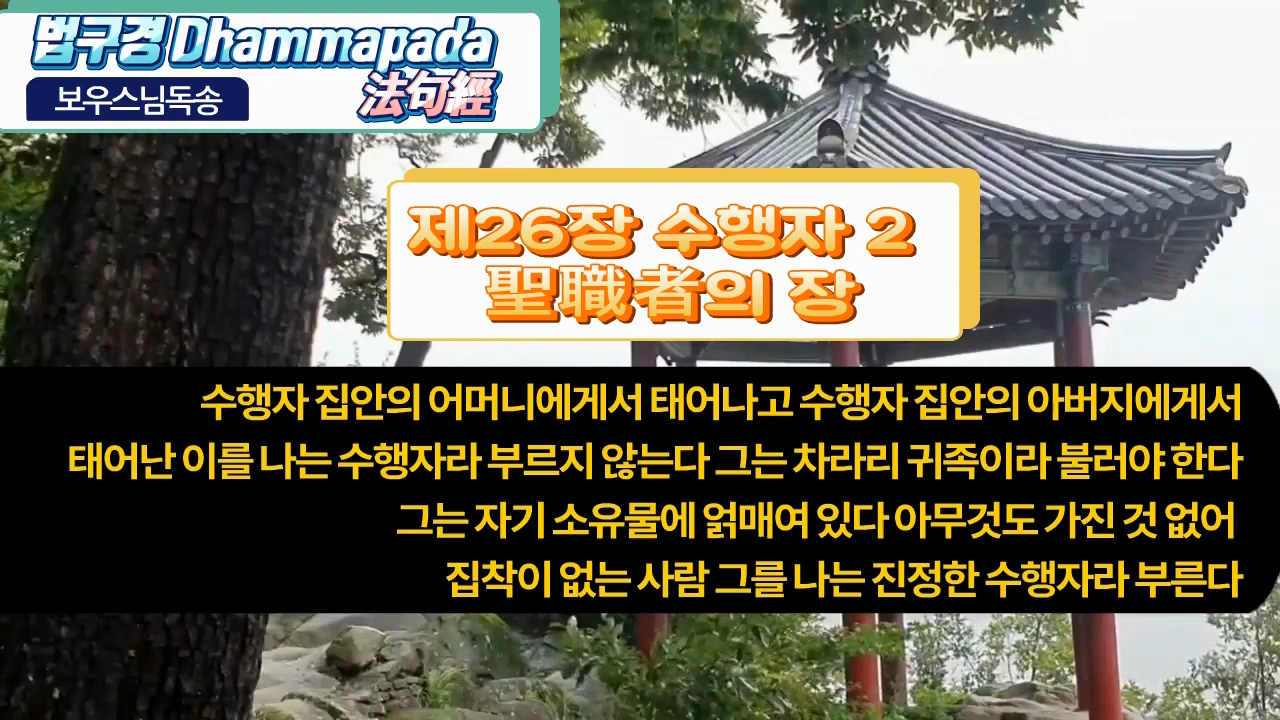 법구경 Dhammapada
法句經
보우스님독송
제26장 수행자 2
聖職者의 장
수행자 집안의 어머니에게서 태어나고 수행자 집안의 아버지에게서
태어난 이를 나는 수행자라 부르지 않는다 그는 차라리 귀족이라 불러야 한다
그는 자기 소유물에 얽매여 있다 아무것도 가진 것 없어
집착이 없는 사람 그를 나는 진정한 수행자라 부른다